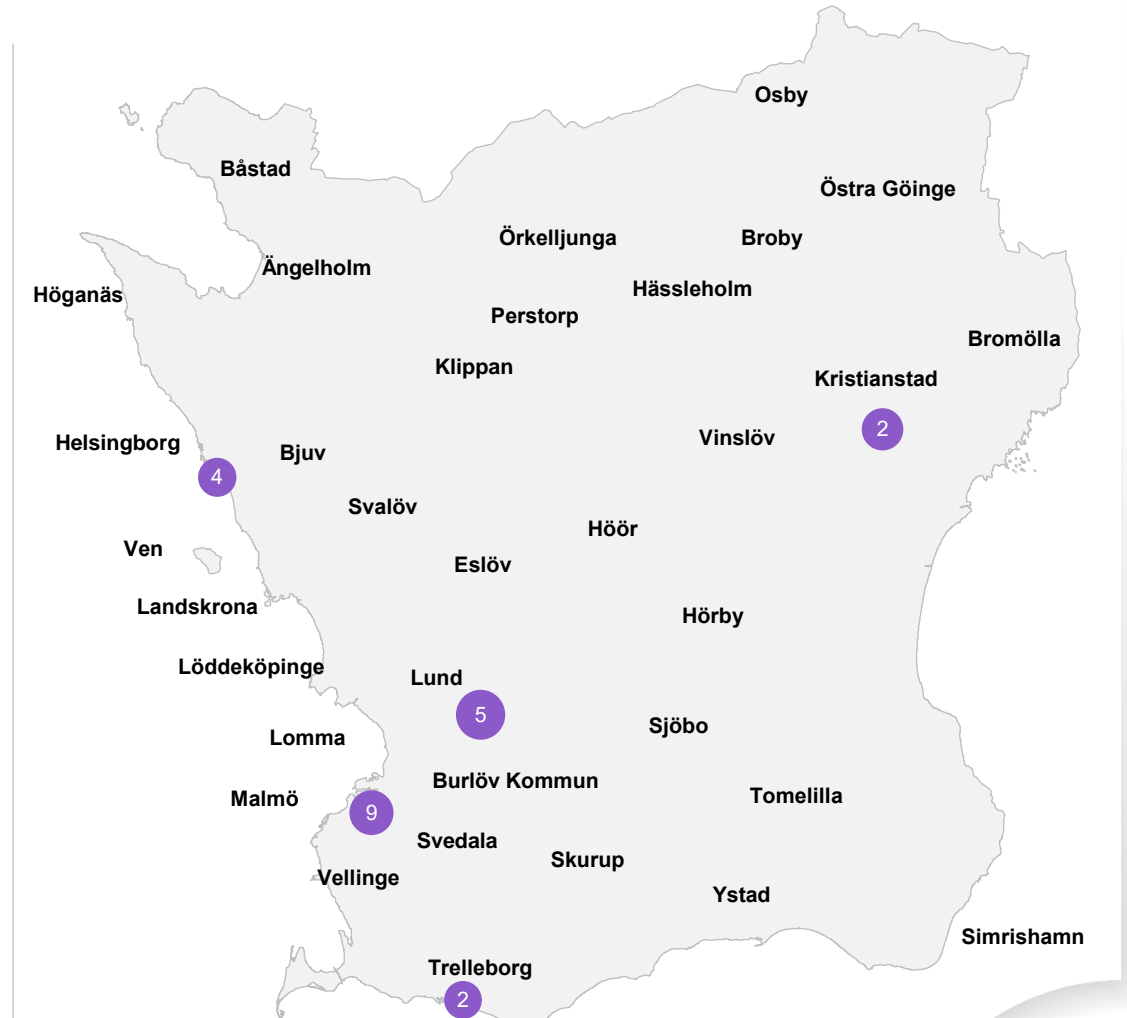 Osby
Båstad
Östra Göinge
Örkelljunga
Broby
Ängelholm
Hässleholm
Höganäs
Perstorp
Bromölla
Klippan
Kristianstad
2
Vinslöv
Helsingborg
Bjuv
4
Svalöv
Höör
Ven
Eslöv
Landskrona
Hörby
Löddeköpinge
Lund
5
Sjöbo
Lomma
Burlöv Kommun
Malmö
Tomelilla
9
Svedala
Skurup
Vellinge
Ystad
Simrishamn
Trelleborg
2